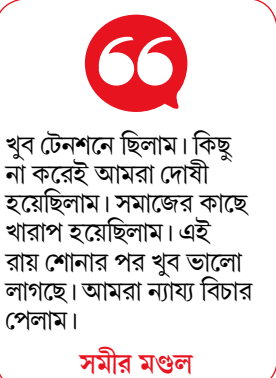 খুব টেনশনে ছিলাম। কিছু
না করেই আমরা দোষী
হয়েছিলাম। সমাজের কাছে
খারাপ হয়েছিলাম। এই
রায় শোনার পর খুব ভালো
লাগছে। আমরা ন্যায্য বিচার
পেলাম।
সমীর মণ্ডল